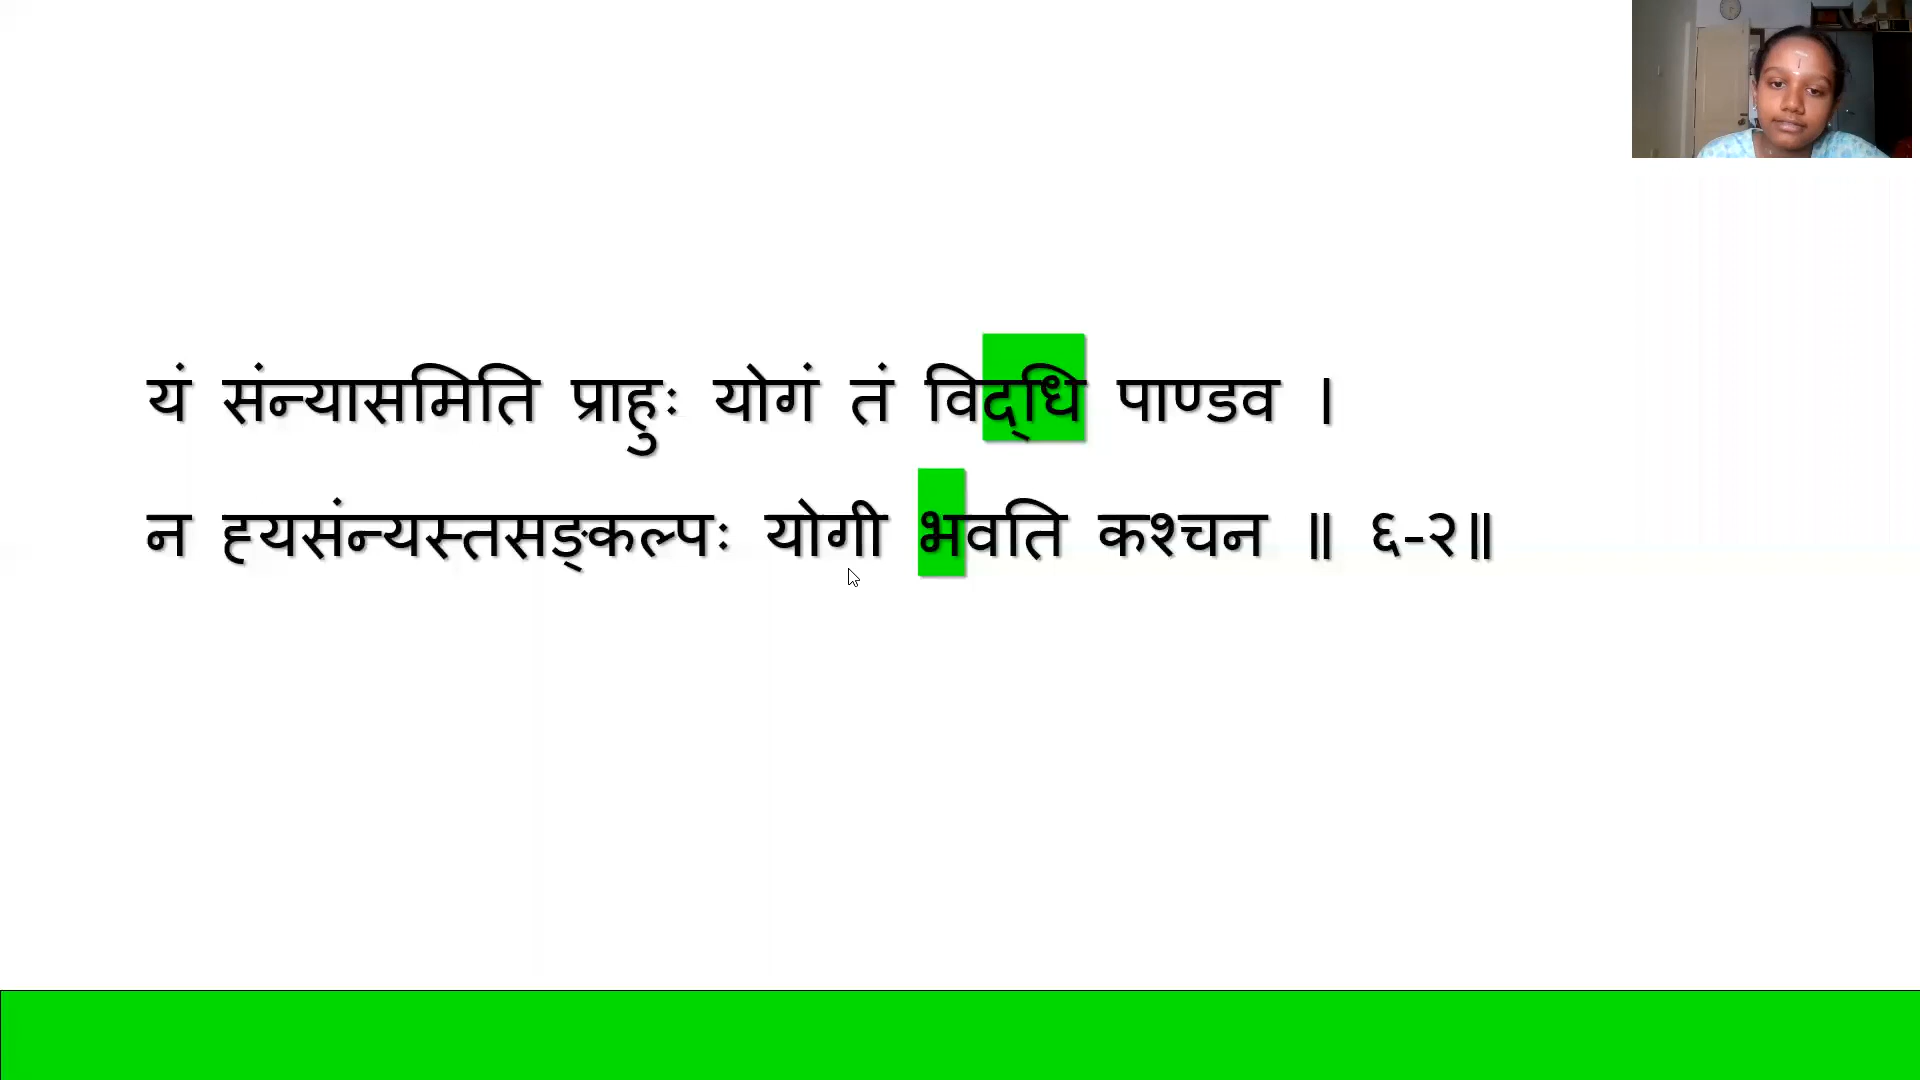 यं संन्यासमिति प्राहुः योगं तं विद्‌धि पाण्डव ।
न ह्यसंन्यस्तसङ्कल्पः योगी भवति कश्चन ॥ ६-२॥